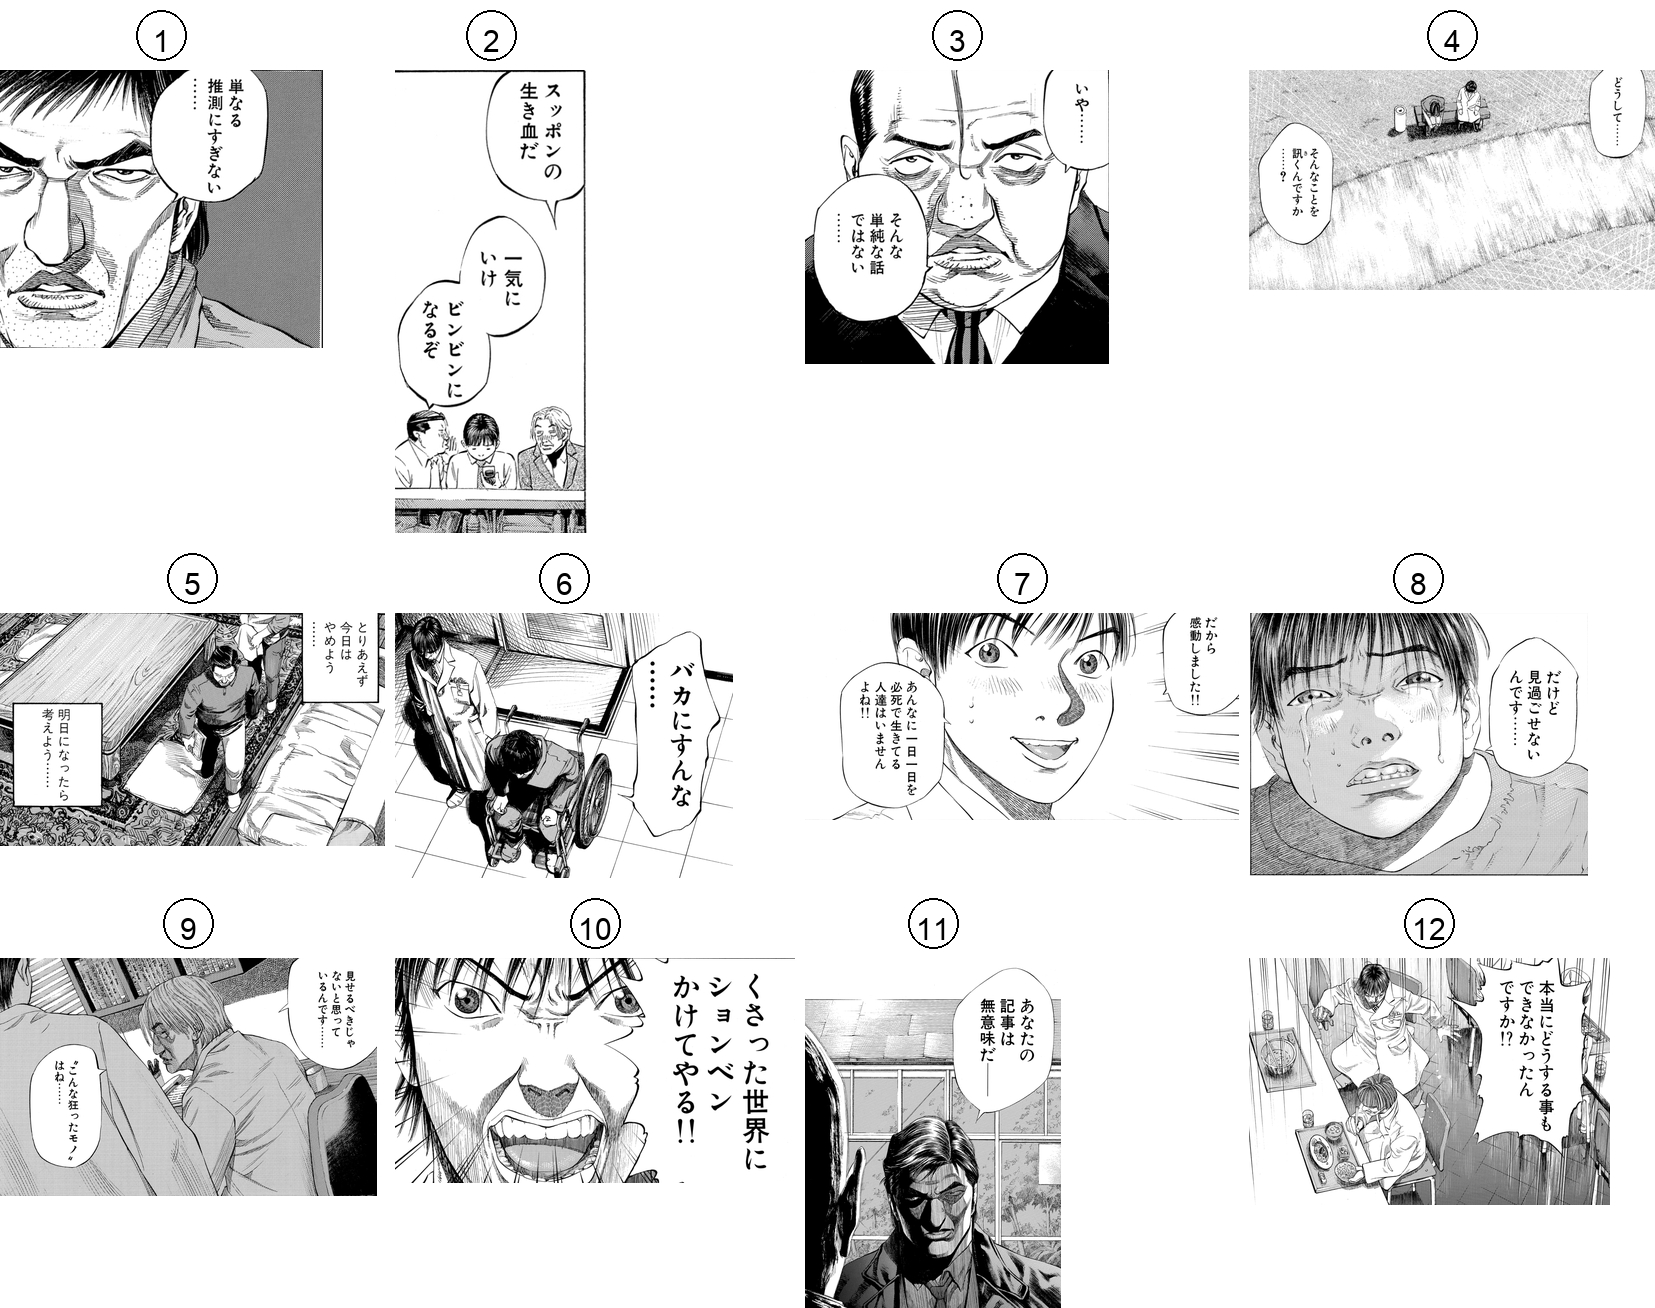 1
単なる
推測にすぎない
……
2
スッポンの
生き血だ
一気に
いけ
ビンビンに
なるぞ
3
いや……
そんな
単純な話
ではない
……
4
どうして……
そんなことを
訊くんですか
……?
5
とりあえず
今日は
やめよう
……
明日になったら
考えよう……
6
バカにすんな
……
7
だから
感動しました!!
あんなに一日一日を
必死で生きてる
人達はいません
よね!!
8
だけど
見過ごせない
んです……
9
見せるべきじゃ
ないと思って
いるんです……
"こんな狂ったモノ"
はね……
10
くさった世界に
ションベン
かけてやる!!
11
あなたの
記事は
無意味だ──
12
本当にどうする事も
できなかったん
ですか!?